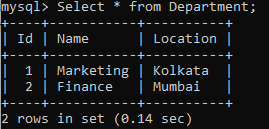 mysql> Select * from Department;
+----+-----------+----------+
| Id | Name      | Location |
+----+-----------+----------+
|  1 | Marketing | Kolkata  |
|  2 | Finance   | Mumbai   |
+----+-----------+----------+
2 rows in set (0.14 sec)